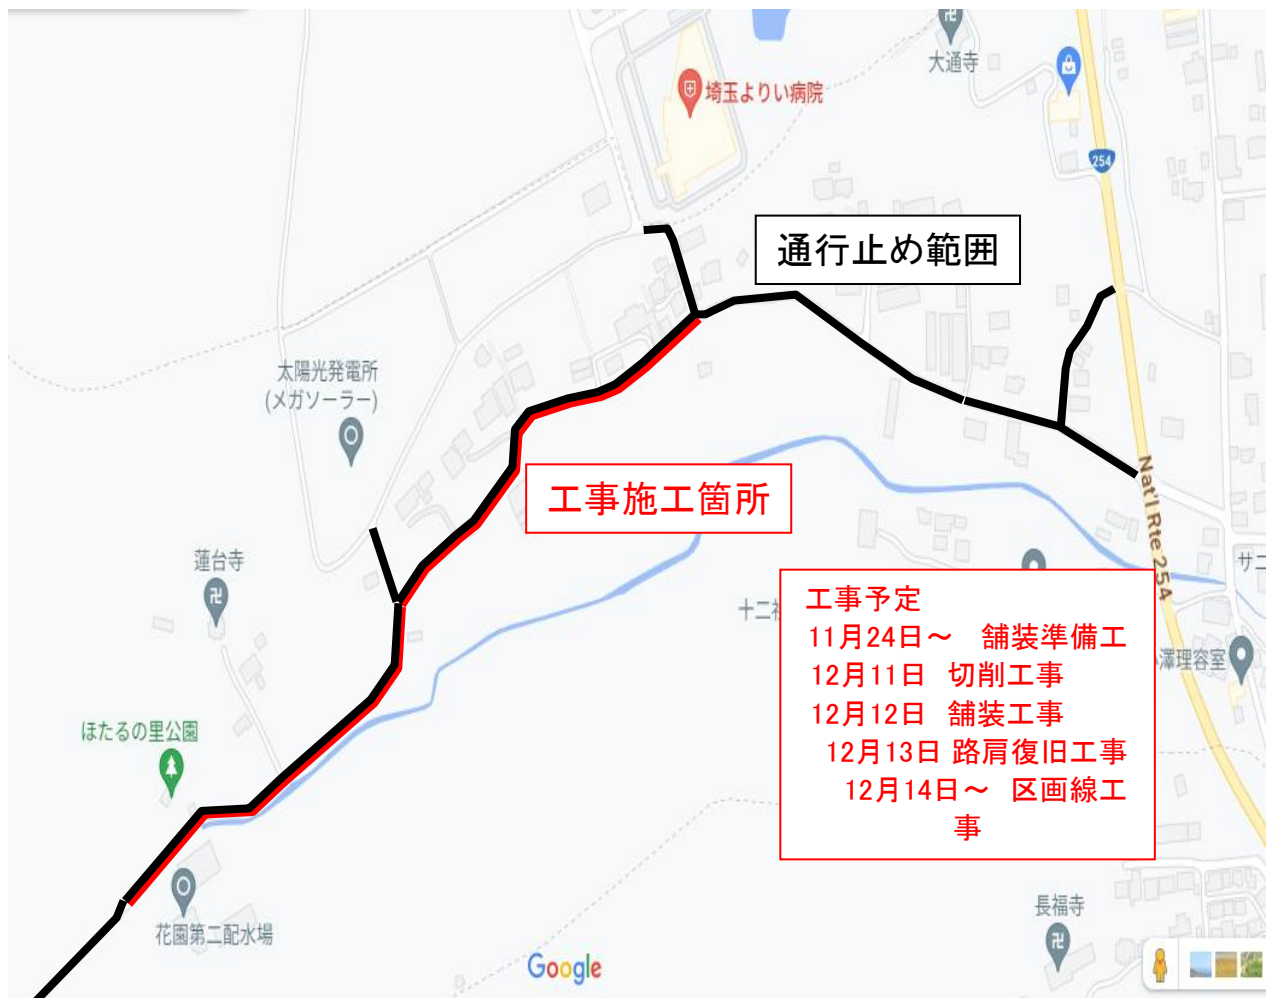 大通寺
埼玉よりい病院
254
通行止め範囲
太陽光発電所
(メガソーラー)
工事施工箇所
Nat'l Rte 254
蓮台寺
サニ
十二社
工事予定
11月24日～　舗装準備工
12月11日　切削工事
12月12日　舗装工事
12月13日 路肩復旧工事
12月14日～　区画線工
事
澤理容室
ほたるの里公園
花園第二配水場
長福寺
Google